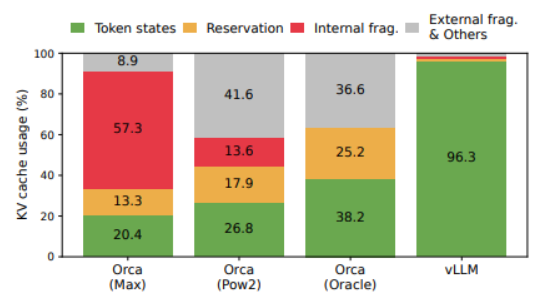 Token states
Reservation
Internal frag.
External frag.
& Others
KV cache usage (%)
100
80
60
40
20
0
8.9
57.3
13.3
20.4
41.6
13.6
17.9
26.8
36.6
25.2
38.2
96.3
Orca
(Max)
Orca
(Pow2)
Orca
(Oracle)
vLLM